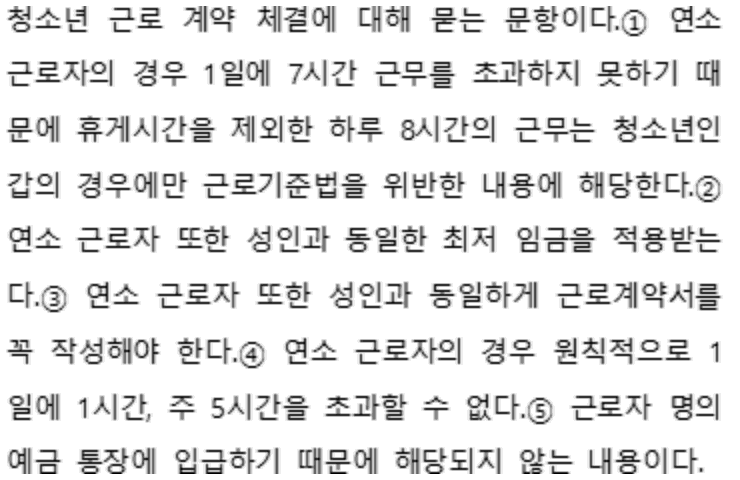 청소년 근로 계약 체결에 대해 묻는 문항이다.① 연소
근로자의 경우 1일에 7시간 근무를 초과하지 못하기 때
문에 휴게시간을 제외한 하루 8시간의 근무는 청소년인
갑의 경우에만 근로기준법을 위반한 내용에 해당한다.②
연소 근로자 또한 성인과 동일한 최저 임금을 적용받는
다.③ 연소 근로자 또한 성인과 동일하게 근로계약서를
꼭 작성해야 한다.④ 연소 근로자의 경우 원칙적으로 1
일에 1시간, 주 5시간을 초과할 수 없다.⑤ 근로자 명의
예금 통장에 입급하기 때문에 해당되지 않는 내용이다.